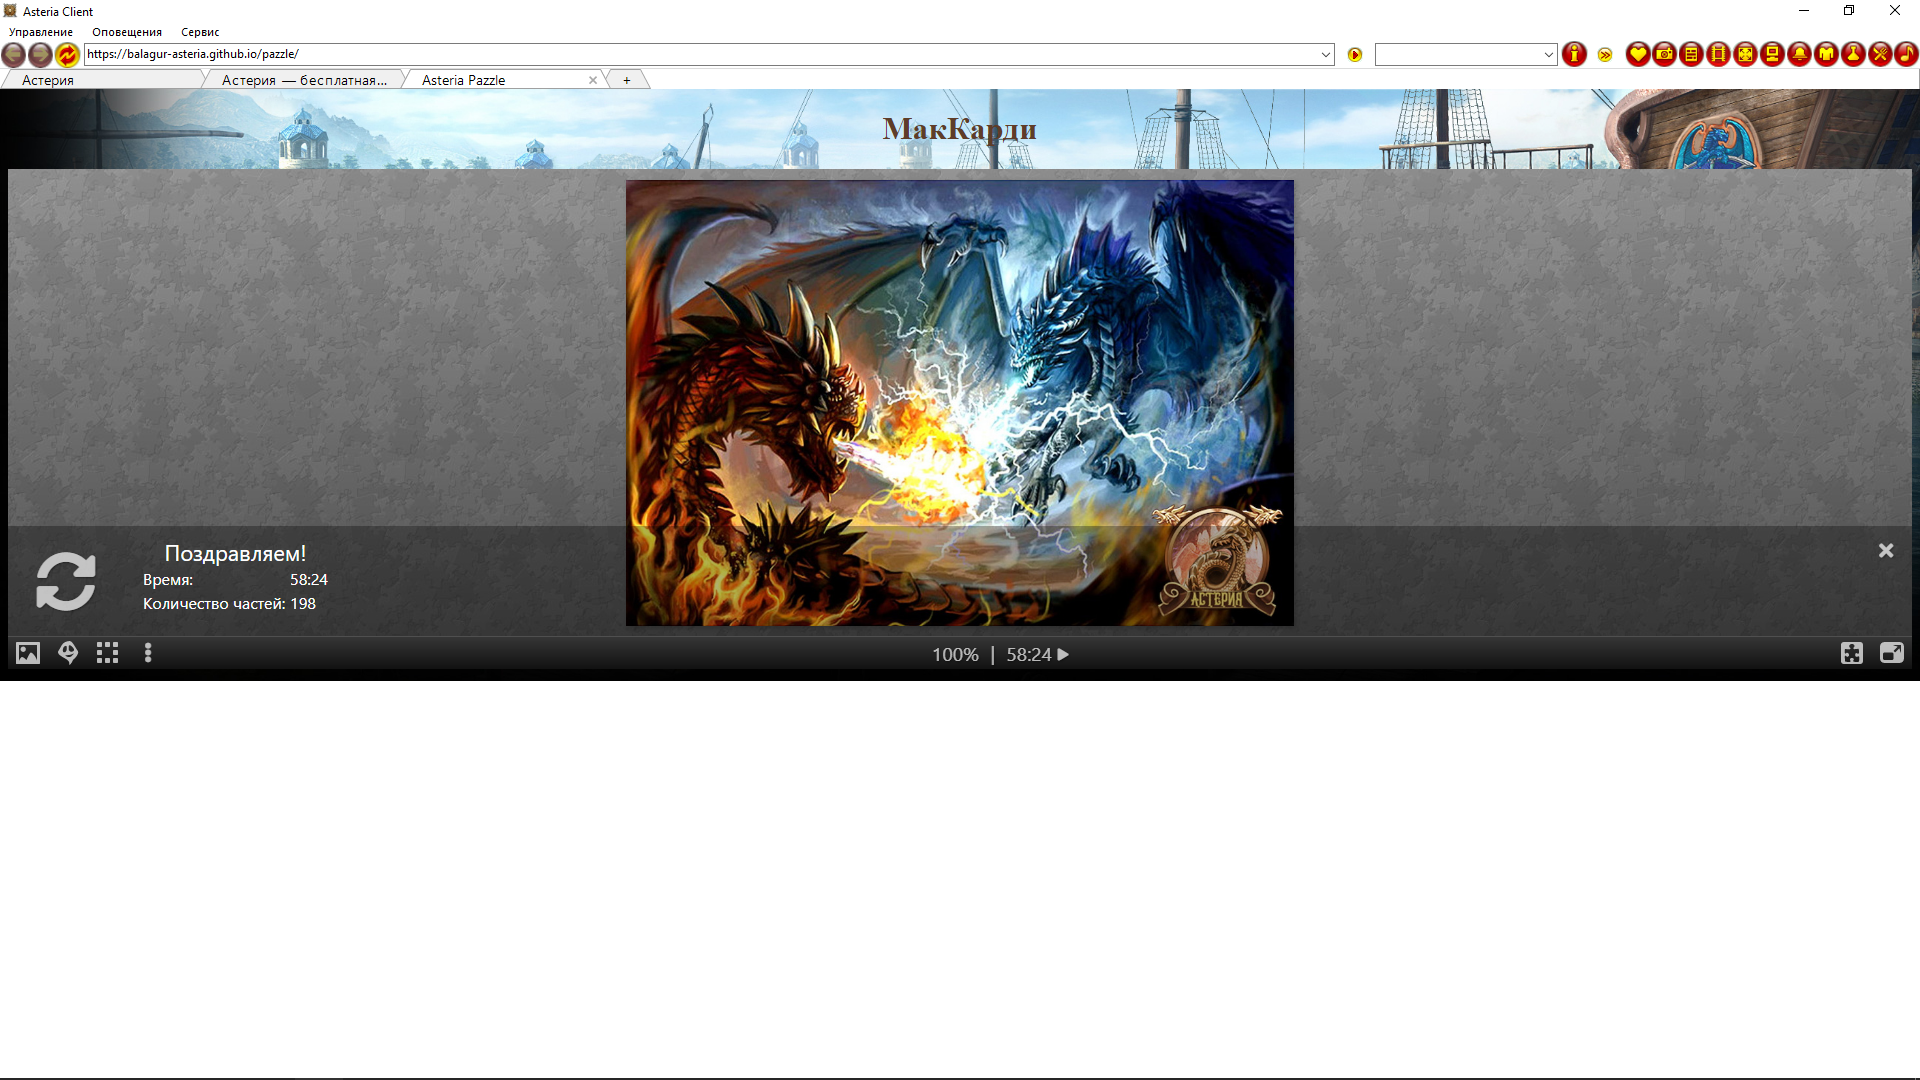 Asteria Client
Управление Оповещения Сервис
https://balagur-asteria.github.io/pazzle/
Астерия Астерия — бесплатная... Asteria Pazzle +
МакКарди
АСТЕРИЯ
Поздравляем!
Время: 58:24
Количество частей: 198
100% | 58:24